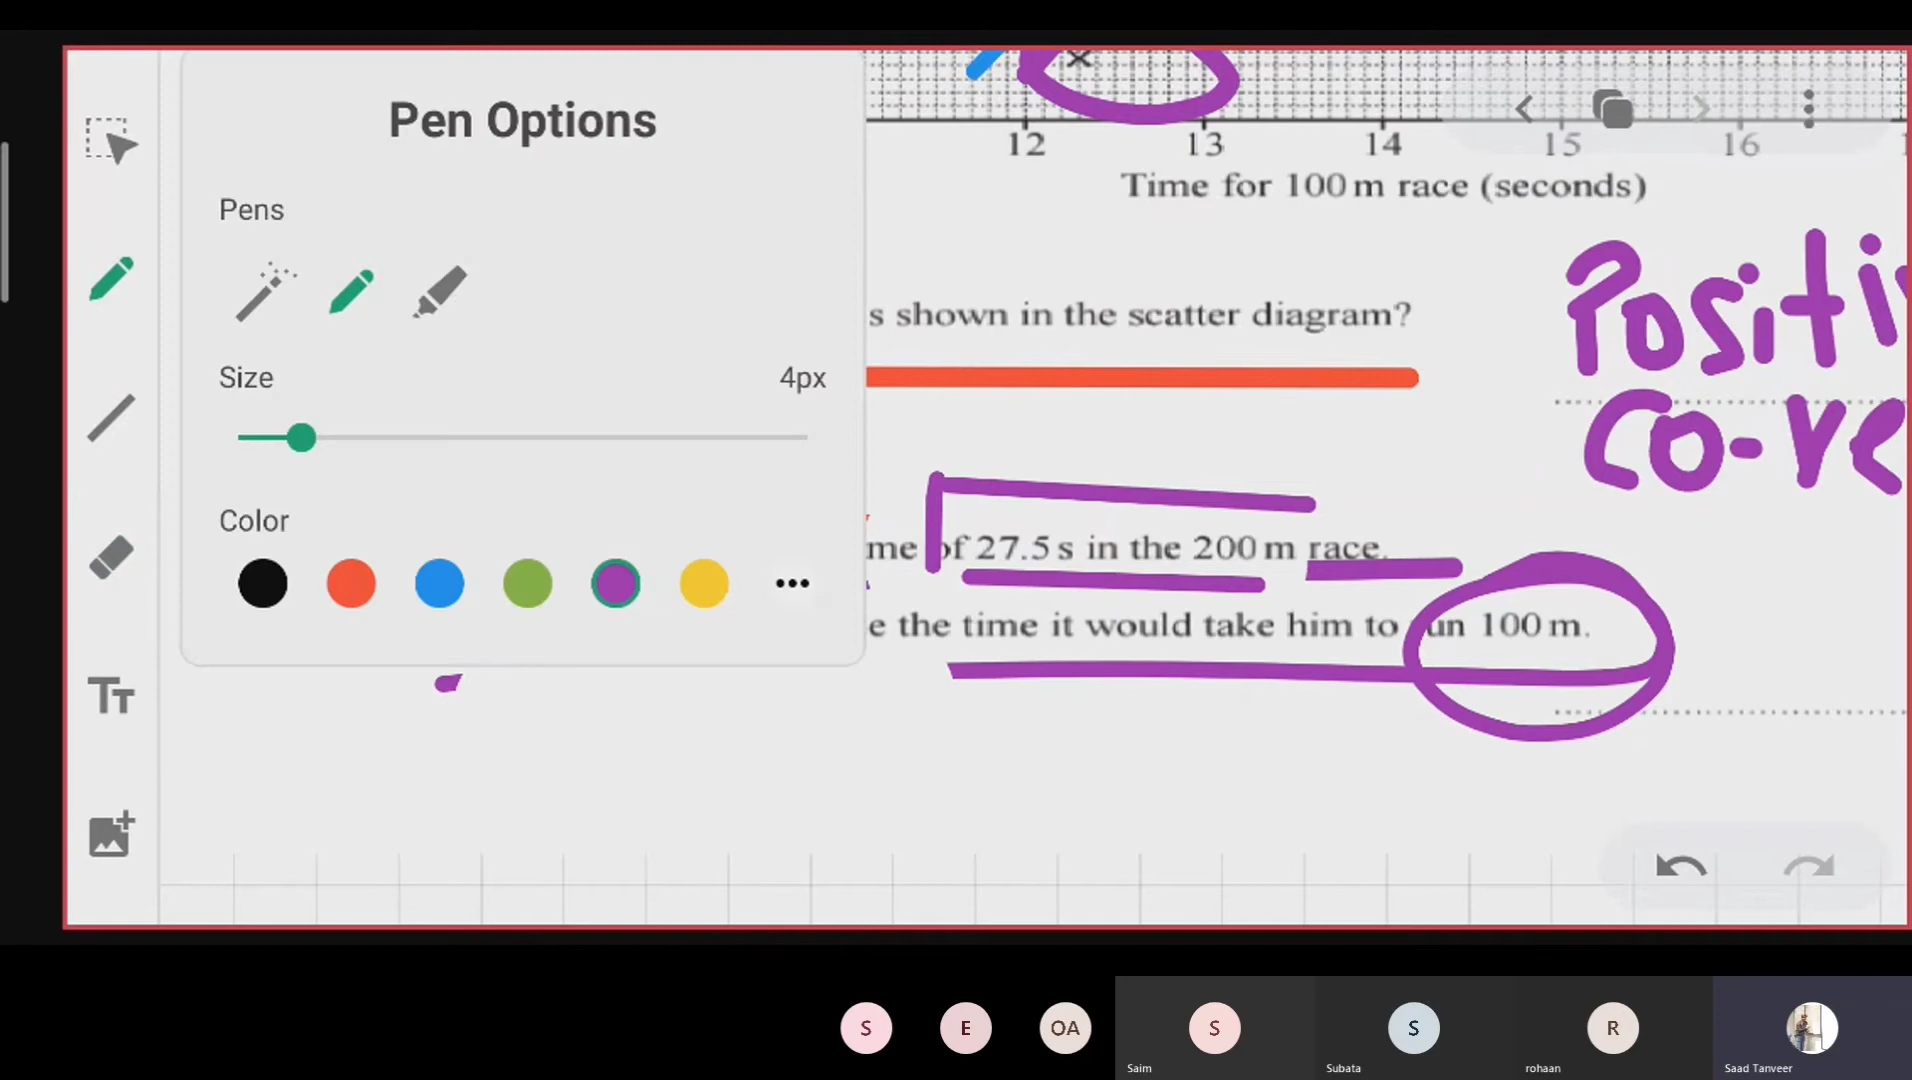 Pen Options
Pens
Size 4px
Color
12 13 14 15 16
Time for 100 m race (seconds)
s shown in the scatter diagram?
Positi
co-re
me of 27.5 s in the 200 m race.
e the time it would take him to run 100 m.
TT
S E OA S S R
Saim Subata rohaan Saad Tanveer